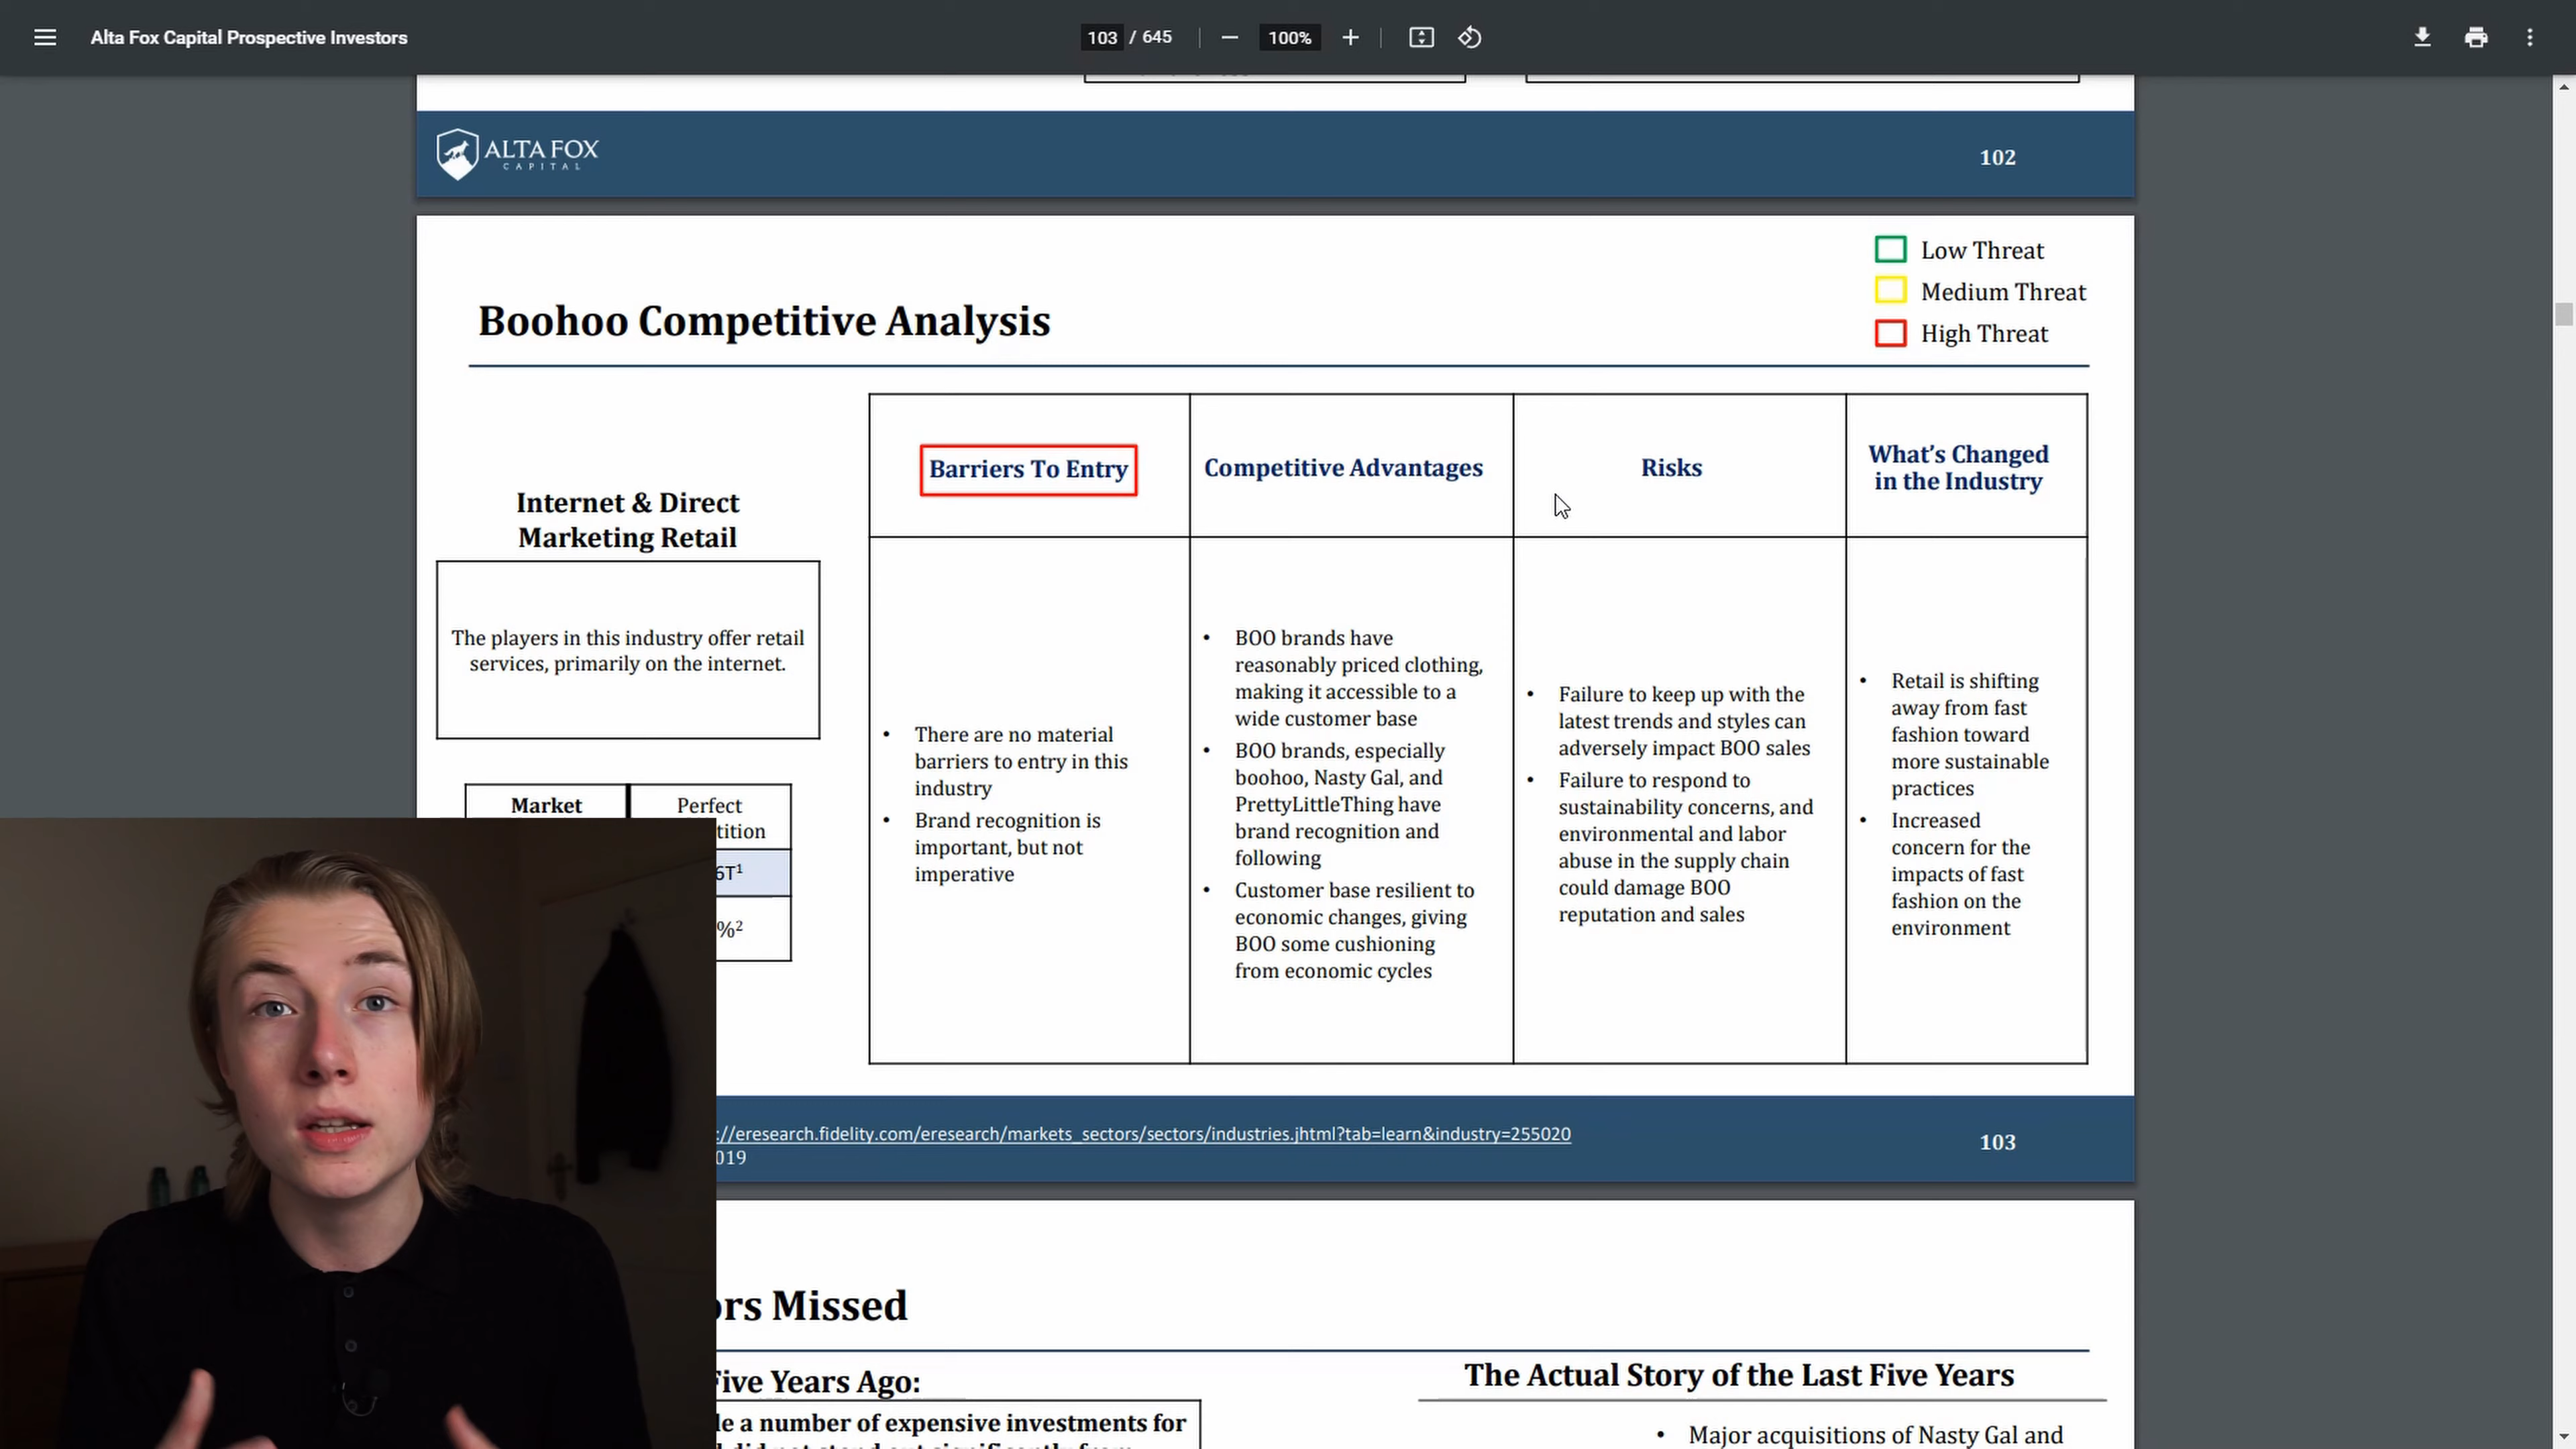 Alta Fox Capital Prospective Investors
103 / 645
100%
ALTA FOX
CAPITAL
102
Low Threat
Medium Threat
High Threat
Boohoo Competitive Analysis
Internet & Direct
Marketing Retail
The players in this industry offer retail
services, primarily on the internet.
Market
Perfect
tition
6T¹
%²
Barriers To Entry
• There are no material
barriers to entry in this
industry
• Brand recognition is
important, but not
imperative
Competitive Advantages
• BOO brands have
reasonably priced clothing,
making it accessible to a
wide customer base
• BOO brands, especially
boohoo, Nasty Gal, and
PrettyLittleThing have
brand recognition and
following
• Customer base resilient to
economic changes, giving
BOO some cushioning
from economic cycles
Risks
• Failure to keep up with the
latest trends and styles can
adversely impact BOO sales
• Failure to respond to
sustainability concerns, and
environmental and labor
abuse in the supply chain
could damage BOO
reputation and sales
What's Changed
in the Industry
• Retail is shifting
away from fast
fashion toward
more sustainable
practices
• Increased
concern for the
impacts of fast
fashion on the
environment
://eresearch.fidelity.com/eresearch/markets_sectors/sectors/industries.jhtml?tab=learn&industry=255020
019
103
ors Missed
Five Years Ago:
le a number of expensive investments for
did not stand out significantly from
The Actual Story of the Last Five Years
• Major acquisitions of Nasty Gal and